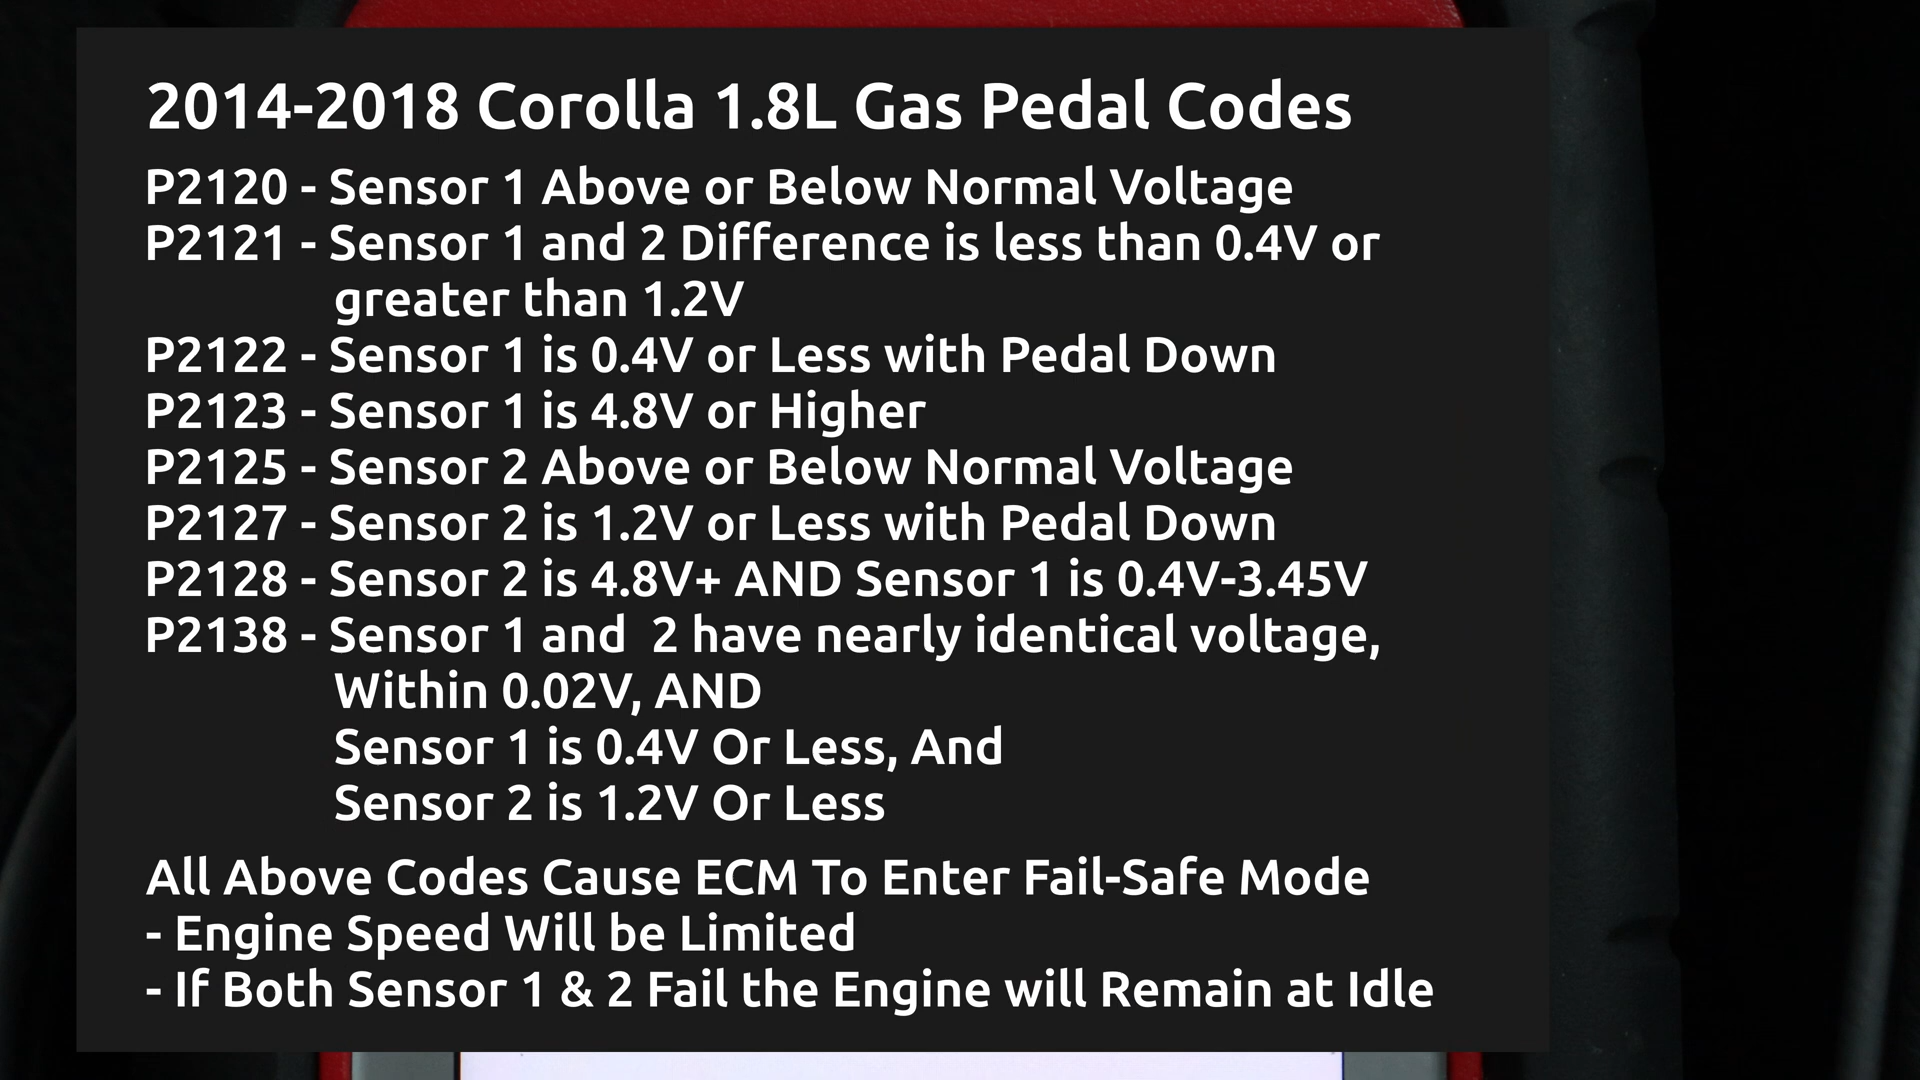 2014-2018 Corolla 1.8L Gas Pedal Codes
P2120 - Sensor 1 Above or Below Normal Voltage
P2121 - Sensor 1 and 2 Difference is less than 0.4V or
greater than 1.2V
P2122 - Sensor 1 is 0.4V or Less with Pedal Down
P2123 - Sensor 1 is 4.8V or Higher
P2125 - Sensor 2 Above or Below Normal Voltage
P2127 - Sensor 2 is 1.2V or Less with Pedal Down
P2128 - Sensor 2 is 4.8V+ AND Sensor 1 is 0.4V-3.45V
P2138 - Sensor 1 and  2 have nearly identical voltage,
Within 0.02V, AND
Sensor 1 is 0.4V Or Less, And
Sensor 2 is 1.2V Or Less
All Above Codes Cause ECM To Enter Fail-Safe Mode
- Engine Speed Will be Limited
- If Both Sensor 1 & 2 Fail the Engine will Remain at Idle